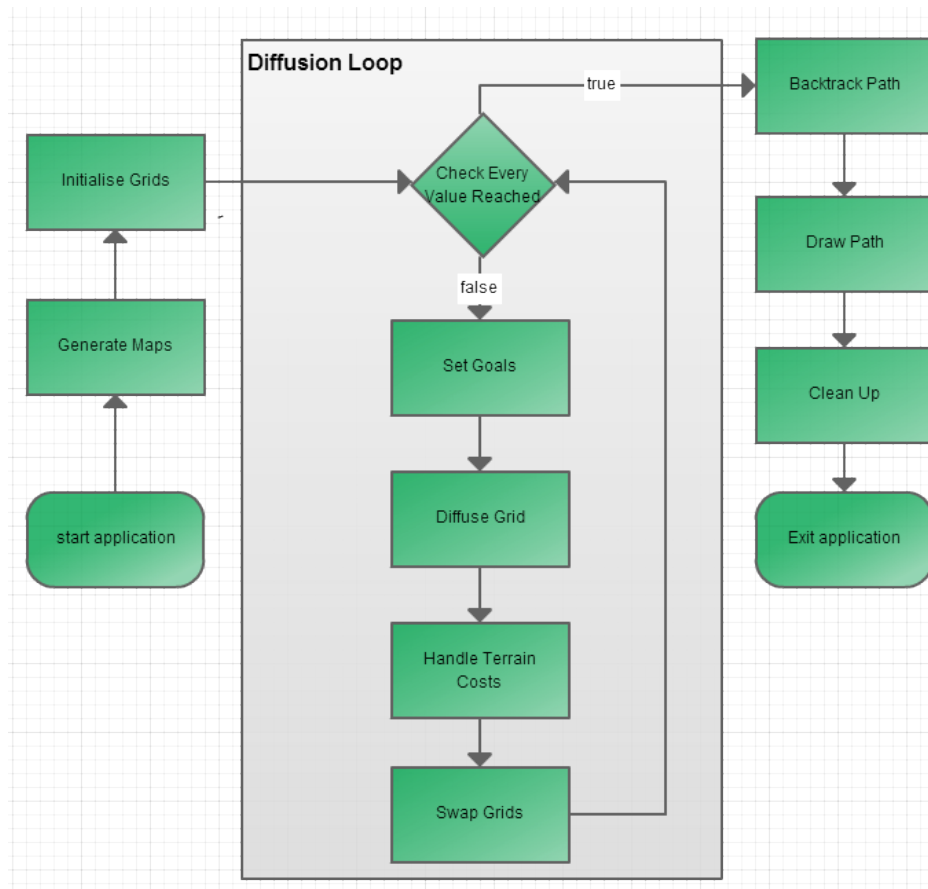 Diffusion Loop
true
Backtrack Path
Initialise Grids
Check Every
Value Reached
Draw Path
false
Generate Maps
Set Goals
Clean Up
start application
Diffuse Grid
Exit application
Handle Terrain
Costs
Swap Grids